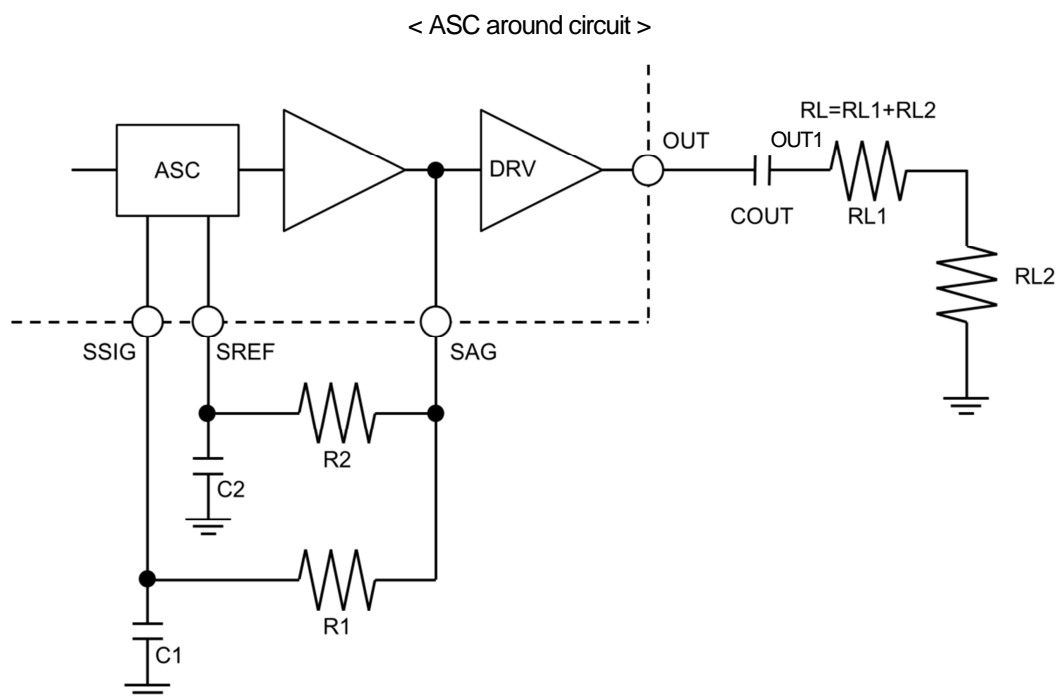 < ASC around circuit >
RL=RL1+RL2
OUT
OUT1
ASC
DRV
COUT
RL1
RL2
SSIG
SREF
SAG
R2
C2
R1
C1